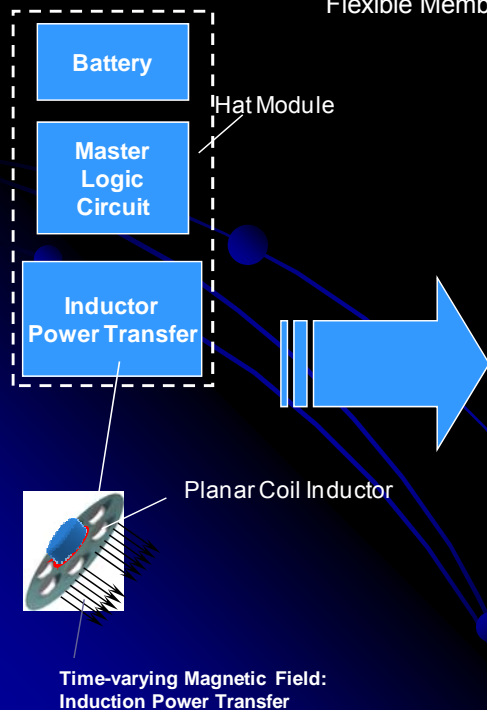 Flexible Memb
Battery
Hat Module
Master
Logic
Circuit
Inductor
Power Transfer
Planar Coil Inductor
Time-varying Magnetic Field:
Induction Power Transfer